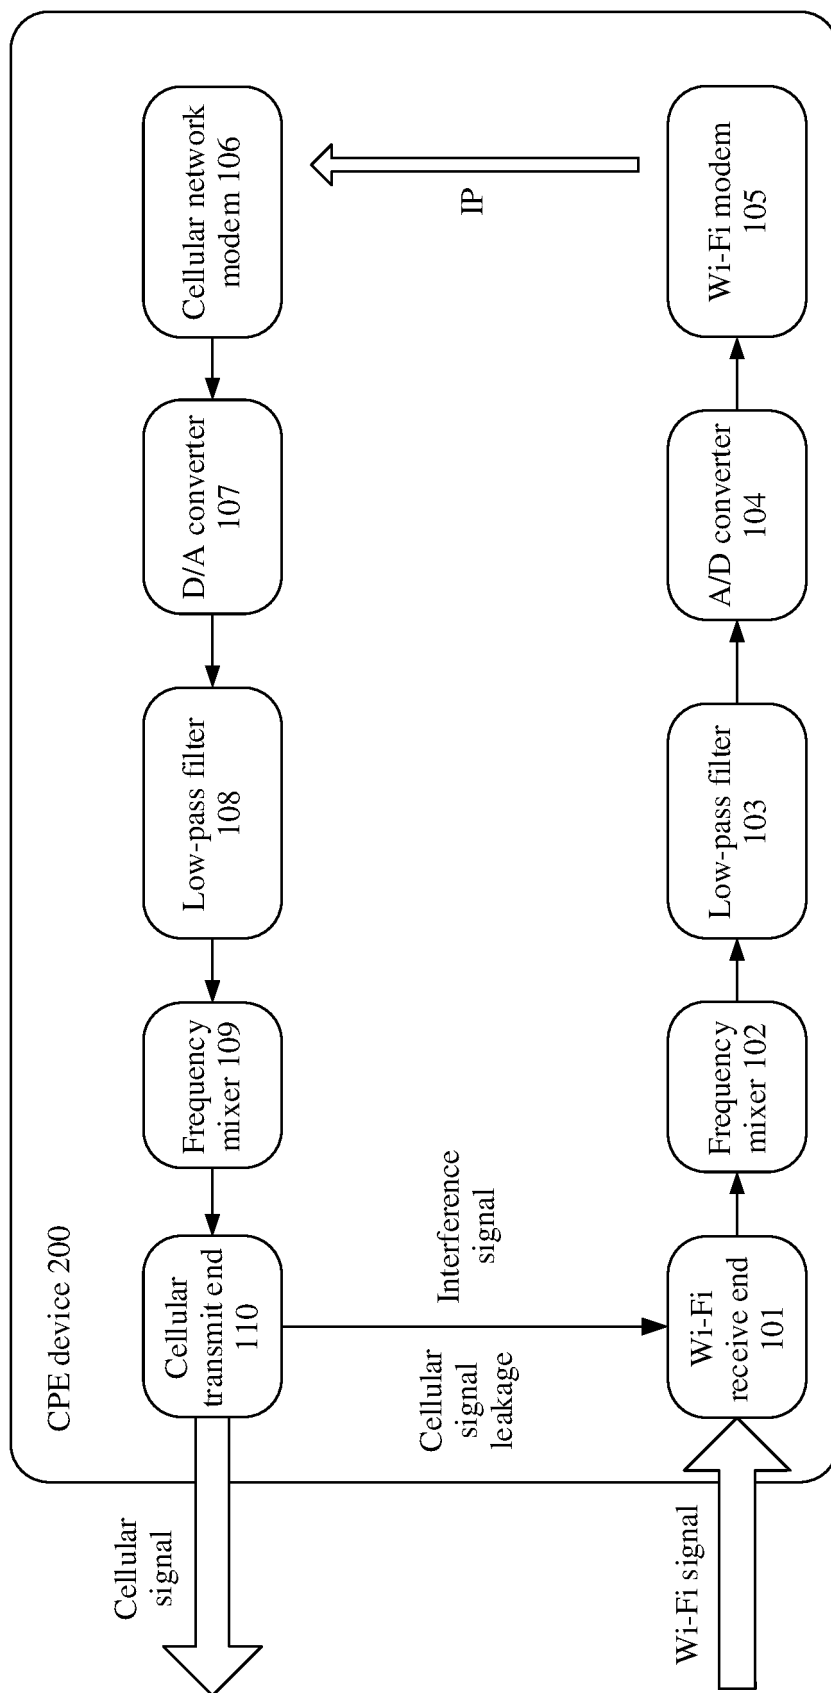 CPE device 200
Cellular
signal
Cellular
transmit end
110
Frequency
mixer 109
Low-pass filter
108
D/A converter
107
Cellular network
modem 106
Cellular
signal
leakage
Interference
signal
IP
Wi-Fi signal
Wi-Fi
receive end
101
Frequency
mixer 102
Low-pass filter
103
A/D converter
104
Wi-Fi modem
105